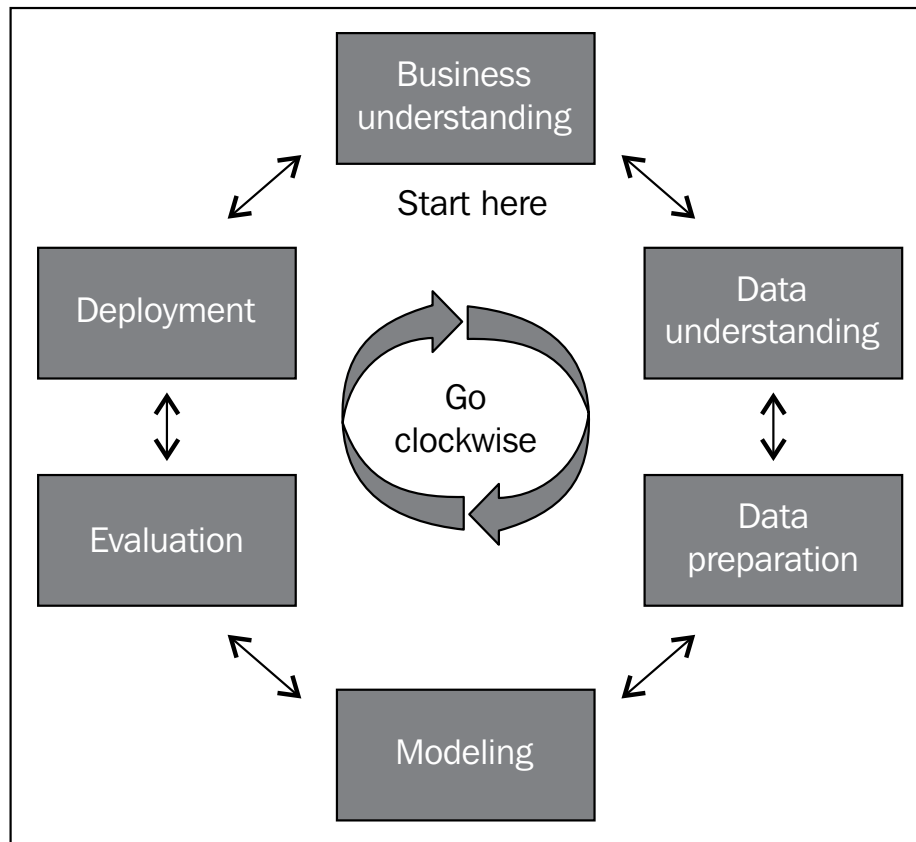 Business
understanding
Start here
Deployment
Data
understanding
Go
clockwise
Evaluation
Data
preparation
Modeling